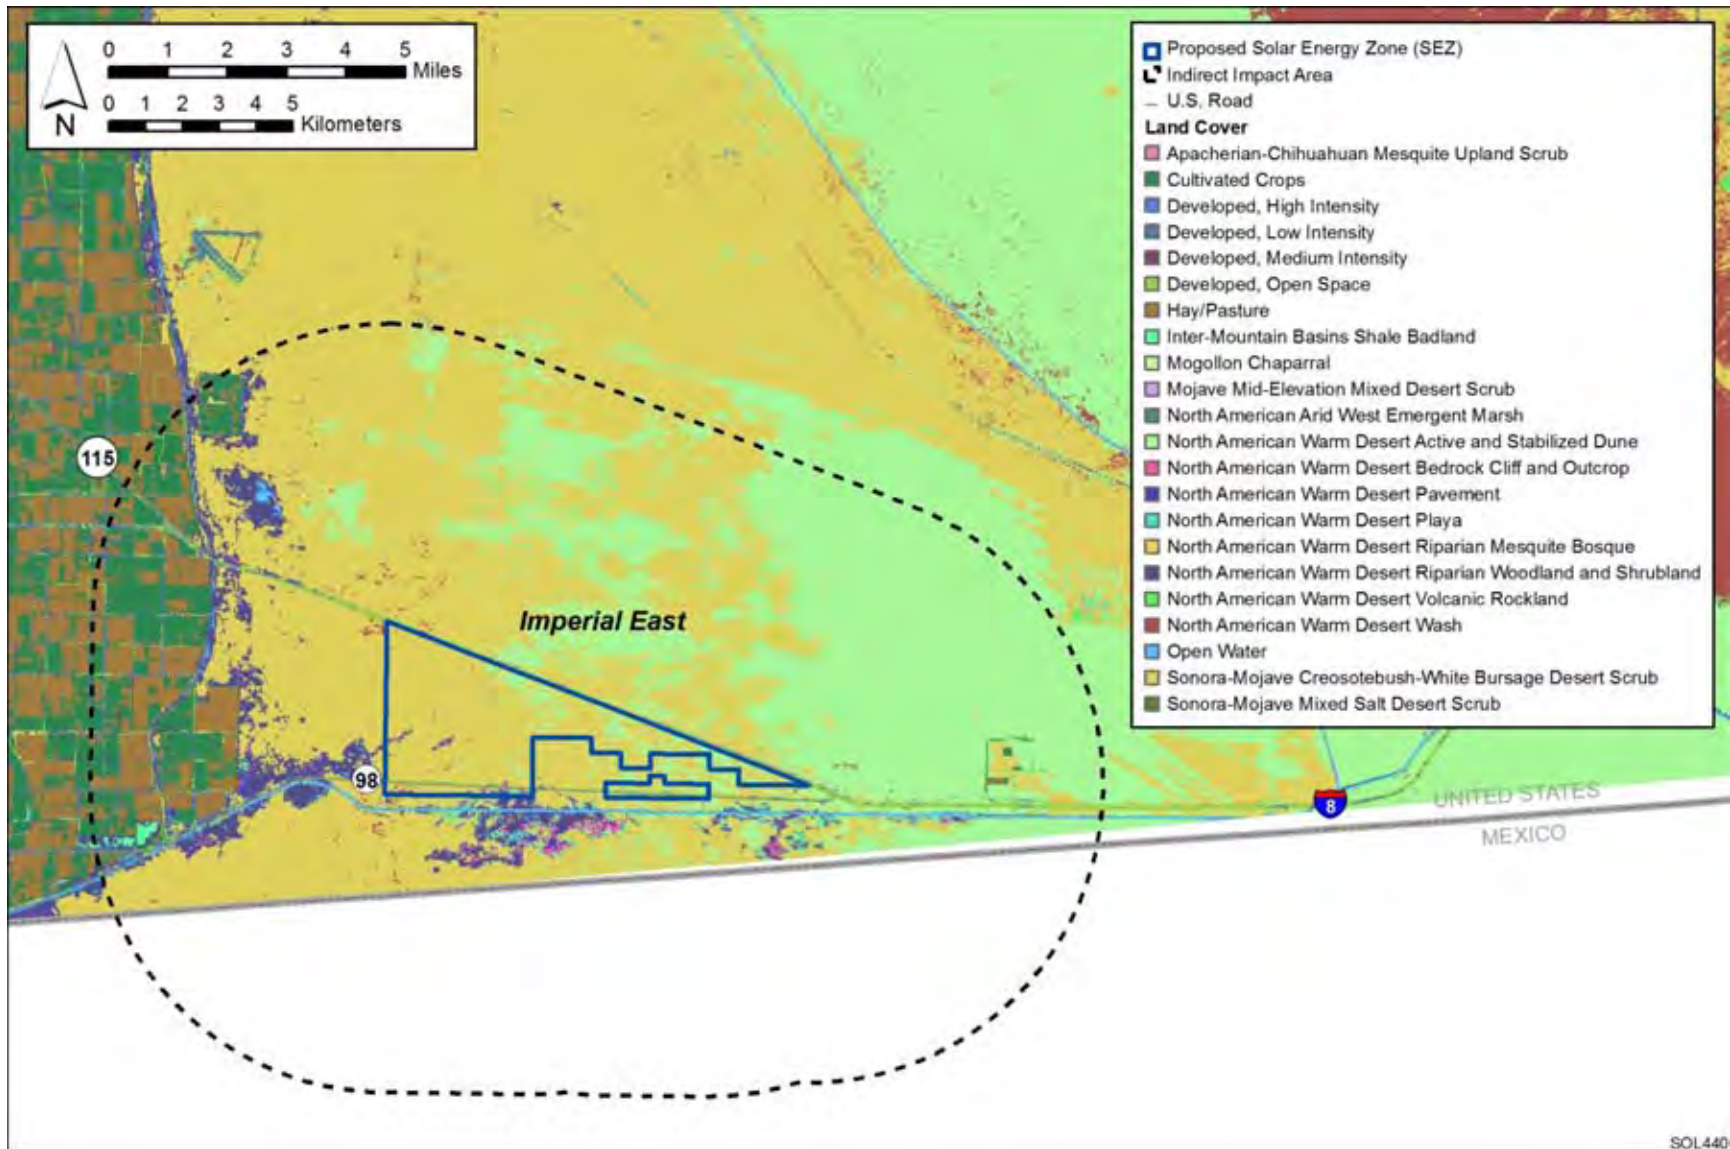 0 1 2 3 4 5
Miles
0 1 2 3 4 5
Kilometers
N
Proposed Solar Energy Zone (SEZ)
Indirect Impact Area
U.S. Road
Land Cover
Apacherian-Chihuahuan Mesquite Upland Scrub
Cultivated Crops
Developed, High Intensity
Developed, Low Intensity
Developed, Medium Intensity
Developed, Open Space
Hay/Pasture
Inter-Mountain Basins Shale Badland
Mogollon Chaparral
Mojave Mid-Elevation Mixed Desert Scrub
North American Arid West Emergent Marsh
North American Warm Desert Active and Stabilized Dune
North American Warm Desert Bedrock Cliff and Outcrop
North American Warm Desert Pavement
North American Warm Desert Playa
North American Warm Desert Riparian Mesquite Bosque
North American Warm Desert Riparian Woodland and Shrubland
North American Warm Desert Volcanic Rockland
North American Warm Desert Wash
Open Water
Sonora-Mojave Creosotebush-White Bursage Desert Scrub
Sonora-Mojave Mixed Salt Desert Scrub
115
Imperial East
98
8
UNITED STATES
MEXICO
SOL440